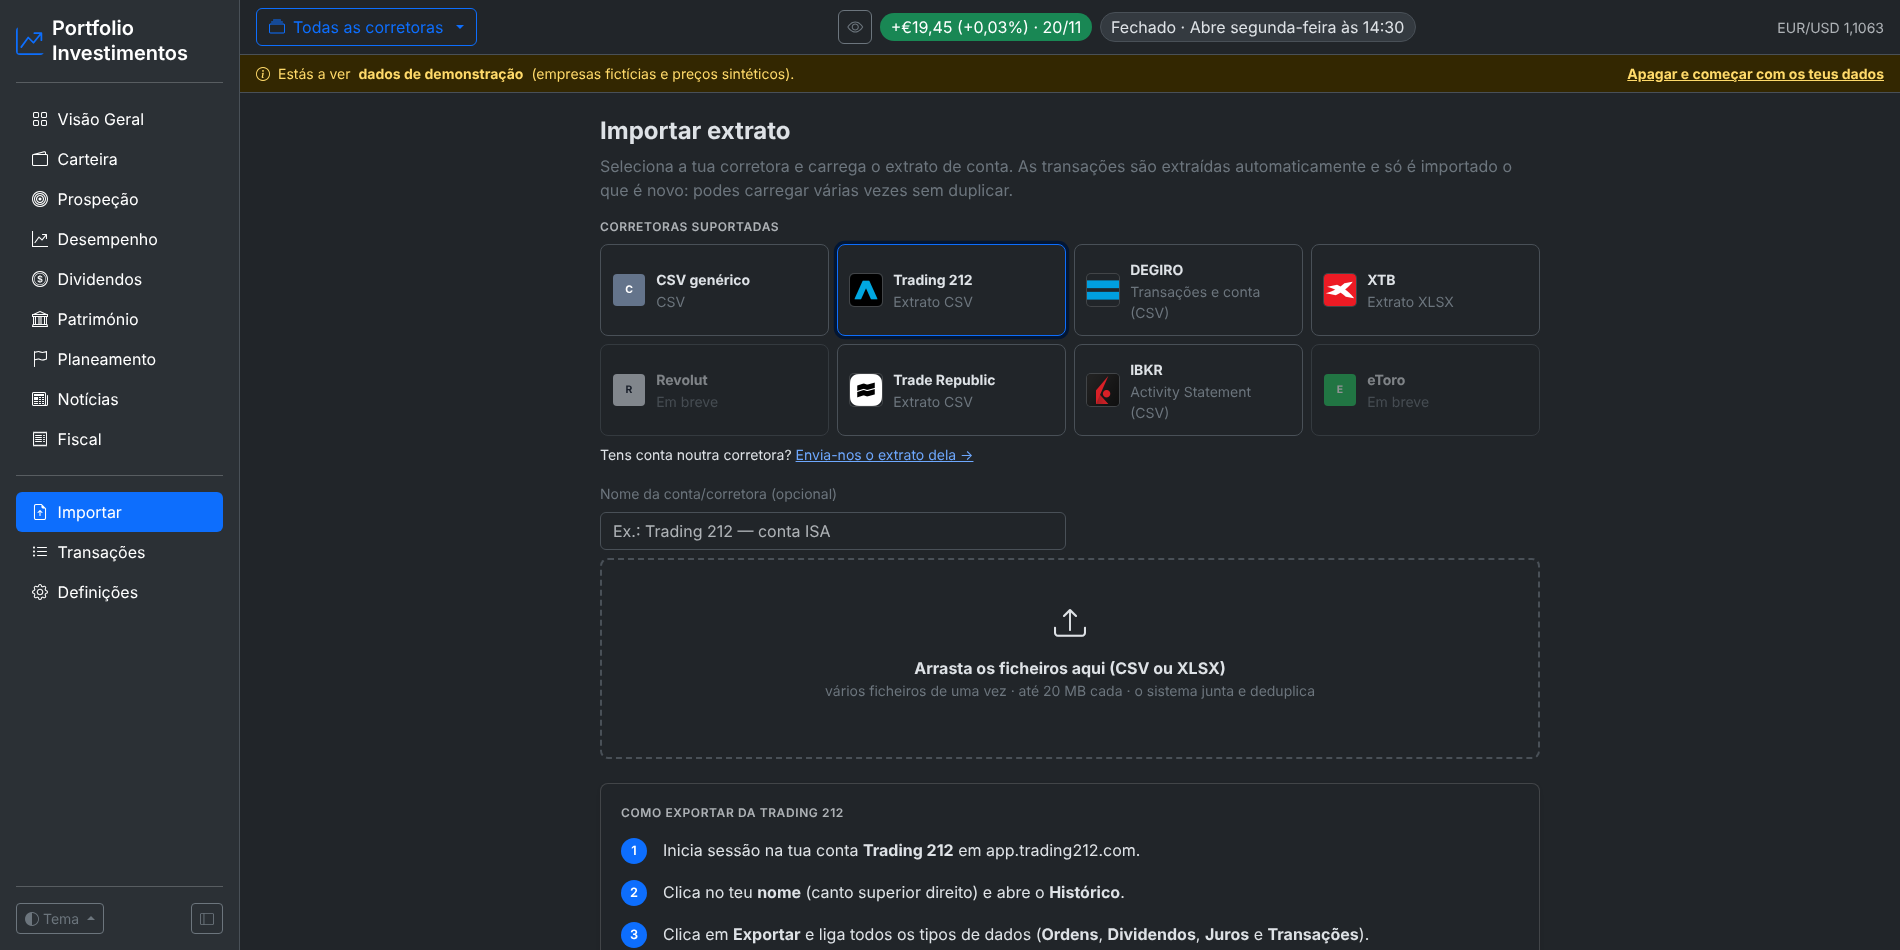 Portfolio
Investimentos
Visão Geral
Carteira
Prospeção
Desempenho
Dividendos
Património
Planeamento
Notícias
Fiscal
Importar
Transações
Definições
Tema
Todas as corretoras
+€19,45 (+0,03%) · 20/11
Fechado · Abre segunda-feira às 14:30
EUR/USD 1,1063
Estás a ver dados de demonstração (empresas fictícias e preços sintéticos).
Apagar e começar com os teus dados
Importar extrato
Seleciona a tua corretora e carrega o extrato de conta. As transações são extraídas automaticamente e só é importado o
que é novo: podes carregar várias vezes sem duplicar.
CORRETORAS SUPORTADAS
C
CSV genérico
CSV
Trading 212
Extrato CSV
DEGIRO
Transações e conta
(CSV)
XTB
Extrato XLSX
R
Revolut
Em breve
Trade Republic
Extrato CSV
IBKR
Activity Statement
(CSV)
E
eToro
Em breve
Tens conta noutra corretora? Envia-nos o extrato dela →
Nome da conta/corretora (opcional)
Ex.: Trading 212 — conta ISA
Arrasta os ficheiros aqui (CSV ou XLSX)
vários ficheiros de uma vez · até 20 MB cada · o sistema junta e deduplica
COMO EXPORTAR DA TRADING 212
1 Inicia sessão na tua conta Trading 212 em app.trading212.com.
2 Clica no teu nome (canto superior direito) e abre o Histórico.
3 Clica em Exportar e liga todos os tipos de dados (Ordens, Dividendos, Juros e Transações).